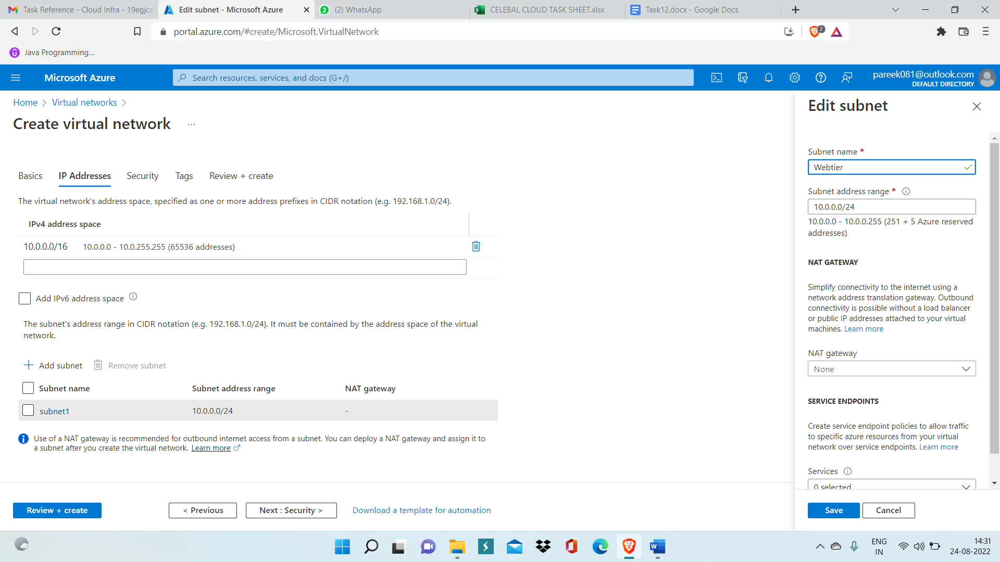 Task Reference - Cloud Infra - 19egjcs
Edit subnet - Microsoft Azure
(2) WhatsApp
CELEBAL CLOUD TASK SHEET.xlsx
Task12.docx - Google Docs
portal.azure.com/#create/Microsoft.VirtualNetwork
2
Java Programming...
Microsoft Azure
Search resources, services, and docs (G+/)
pareek081@outlook.com
DEFAULT DIRECTORY
Home > Virtual networks >
Create virtual network ...
Basics
IP Addresses
Security
Tags
Review + create
The virtual network's address space, specified as one or more address prefixes in CIDR notation (e.g. 192.168.1.0/24).
IPv4 address space
10.0.0.0/16 10.0.0.0 - 10.0.255.255 (65536 addresses)
Add IPv6 address space
The subnet's address range in CIDR notation (e.g. 192.168.1.0/24). It must be contained by the address space of the virtual
network.
+ Add subnet
Remove subnet
Subnet name Subnet address range NAT gateway
subnet1 10.0.0.0/24 -
Use of a NAT gateway is recommended for outbound internet access from a subnet. You can deploy a NAT gateway and assign it to
a subnet after you create the virtual network. Learn more
Review + create
< Previous
Next : Security >
Download a template for automation
Edit subnet
Subnet name *
Webtier
Subnet address range *
10.0.0.0/24
10.0.0.0 - 10.0.0.255 (251 + 5 Azure reserved
addresses)
NAT GATEWAY
Simplify connectivity to the internet using a
network address translation gateway. Outbound
connectivity is possible without a load balancer
or public IP addresses attached to your virtual
machines. Learn more
NAT gateway
None
SERVICE ENDPOINTS
Create service endpoint policies to allow traffic
to specific azure resources from your virtual
network over service endpoints. Learn more
Services
0 selected
Save
Cancel
ENG
IN
14:31
24-08-2022